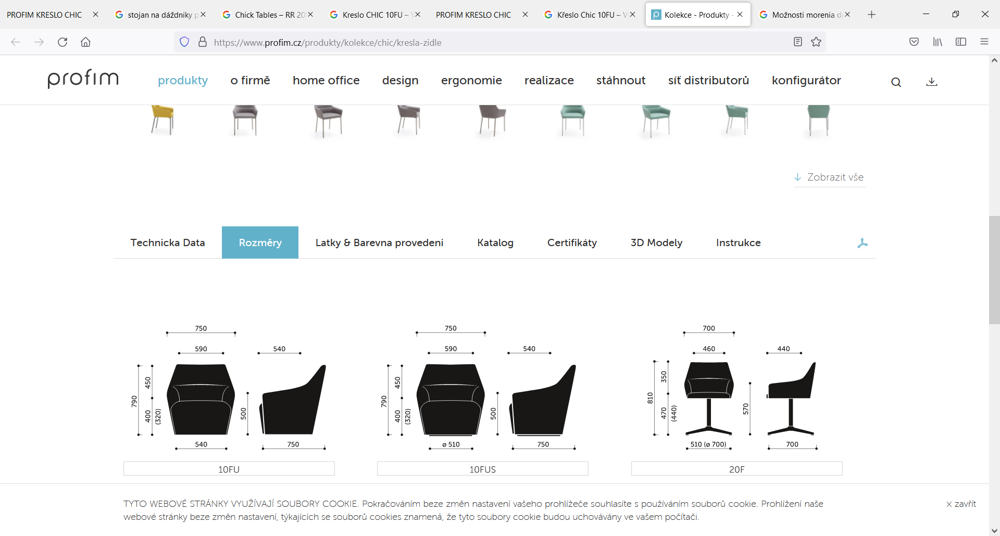 PROFIM KRESLO CHIC
stojan na dáždniky p
Chick Tables – RR 20
Kreslo CHIC 10FU – V
PROFIM KRESLO CHIC
Křeslo Chic 10FU – V
Kolekce - Produkty -
Možnosti morenia d
https://www.profim.cz/produkty/kolekce/chic/kresla-zidle
profim
produkty
o firmě
home office
design
ergonomie
realizace
stáhnout
síť distributorů
konfigurátor
Zobrazit vše
Technicka Data
Rozměry
Latky & Barevna provedeni
Katalog
Certifikáty
3D Modely
Instrukce
750
590
540
790
450
400
(320)
500
540
750
10FU
750
590
540
790
450
400
(320)
500
ø 510
750
10FUS
700
460
440
810
350
470
(440)
570
510 (ø 700)
700
20F
TYTO WEBOVÉ STRÁNKY VYUŽÍVAJÍ SOUBORY COOKIE. Pokračováním beze změn nastavení vašeho prohlížeče souhlasíte s používáním souborů cookie. Prohlížení naše
webové stránky beze změn nastavení, týkajících se souborů cookies znamená, že tyto soubory cookie budou uchovávány ve vašem počítači.
× zavřít